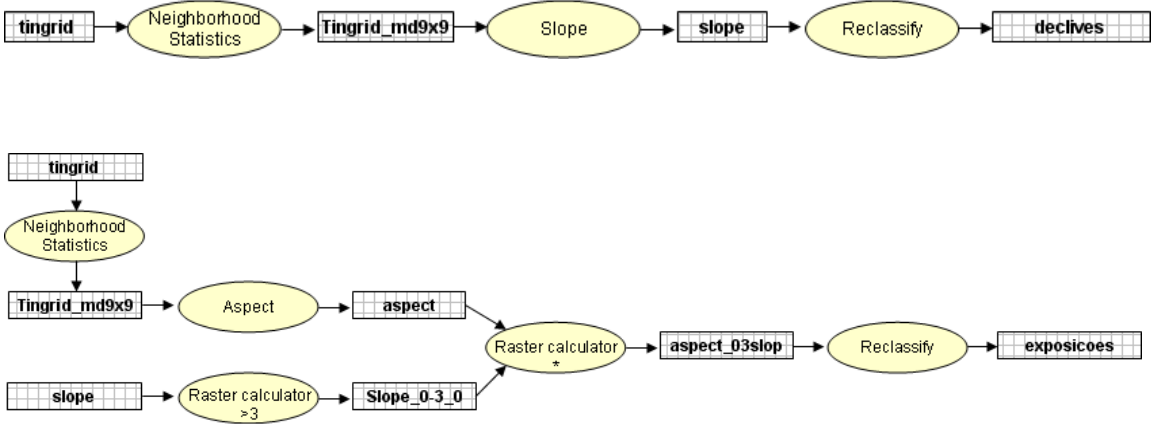 tingrid
Neighborhood
Statistics
Tingrid_md9x9
Slope
slope
Reclassify
declives
tingrid
Neighborhood
Statistics
Tingrid_md9x9
Aspect
aspect
Raster calculator
*
aspect_03slop
Reclassify
exposicoes
slope
Raster calculator
>3
Slope_0-3_0